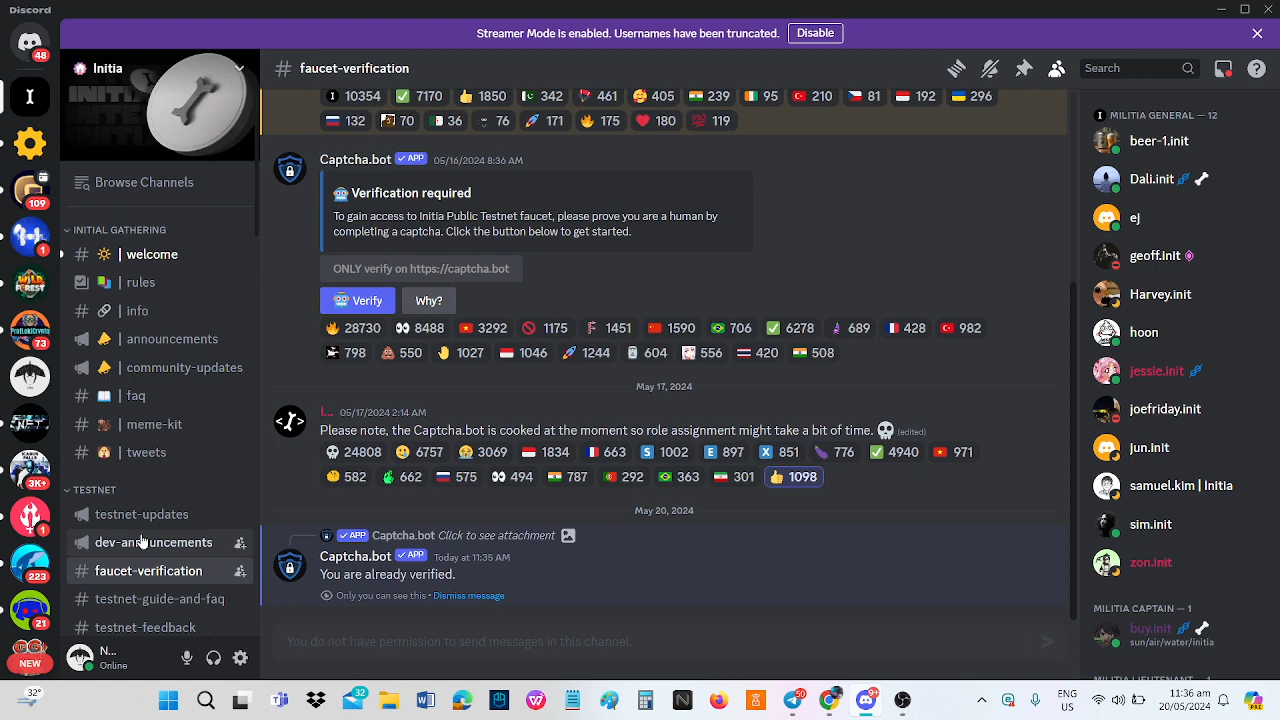 Discord
Streamer Mode is enabled. Usernames have been truncated.
Disable
48
Initia
# faucet-verification
Search
10354 7170 1850 342 461 405 239 95 210 81 192 296
132 70 36 76 171 175 180 119
Browse Channels
INITIAL GATHERING
# | welcome
| rules
# | info
| announcements
| community-updates
# | faq
# | meme-kit
# | tweets
TESTNET
testnet-updates
dev-announcements
# faucet-verification
# testnet-guide-and-faq
# testnet-feedback
109
1
73
3K+
1
223
21
NEW
N...
Online
Captcha.bot APP 05/16/2024 8:36 AM
Verification required
To gain access to Initia Public Testnet faucet, please prove you are a human by
completing a captcha. Click the button below to get started.
ONLY verify on https://captcha.bot
Verify
Why?
28730 8488 3292 1175 1451 1590 706 6278 689 428 982
798 550 1027 1046 1244 604 556 420 508
May 17, 2024
I... 05/17/2024 2:14 AM
Please note, the Captcha.bot is cooked at the moment so role assignment might take a bit of time. (edited)
24808 6757 3069 1834 663 1002 897 851 776 4940 971
582 662 575 494 787 292 363 301 1098
May 20, 2024
APP Captcha.bot Click to see attachment
Captcha.bot APP Today at 11:35 AM
You are already verified.
Only you can see this • Dismiss message
You do not have permission to send messages in this channel.
MILITIA GENERAL — 12
beer-1.init
Dali.init
ej
geoff.init
Harvey.init
hoon
jessie.init
joefriday.init
jun.init
samuel.kim | Initia
sim.init
zon.init
MILITIA CAPTAIN — 1
buy.init
sun/air/water/initia
32°
32
50
9+
ENG
US
11:36 am
20/05/2024